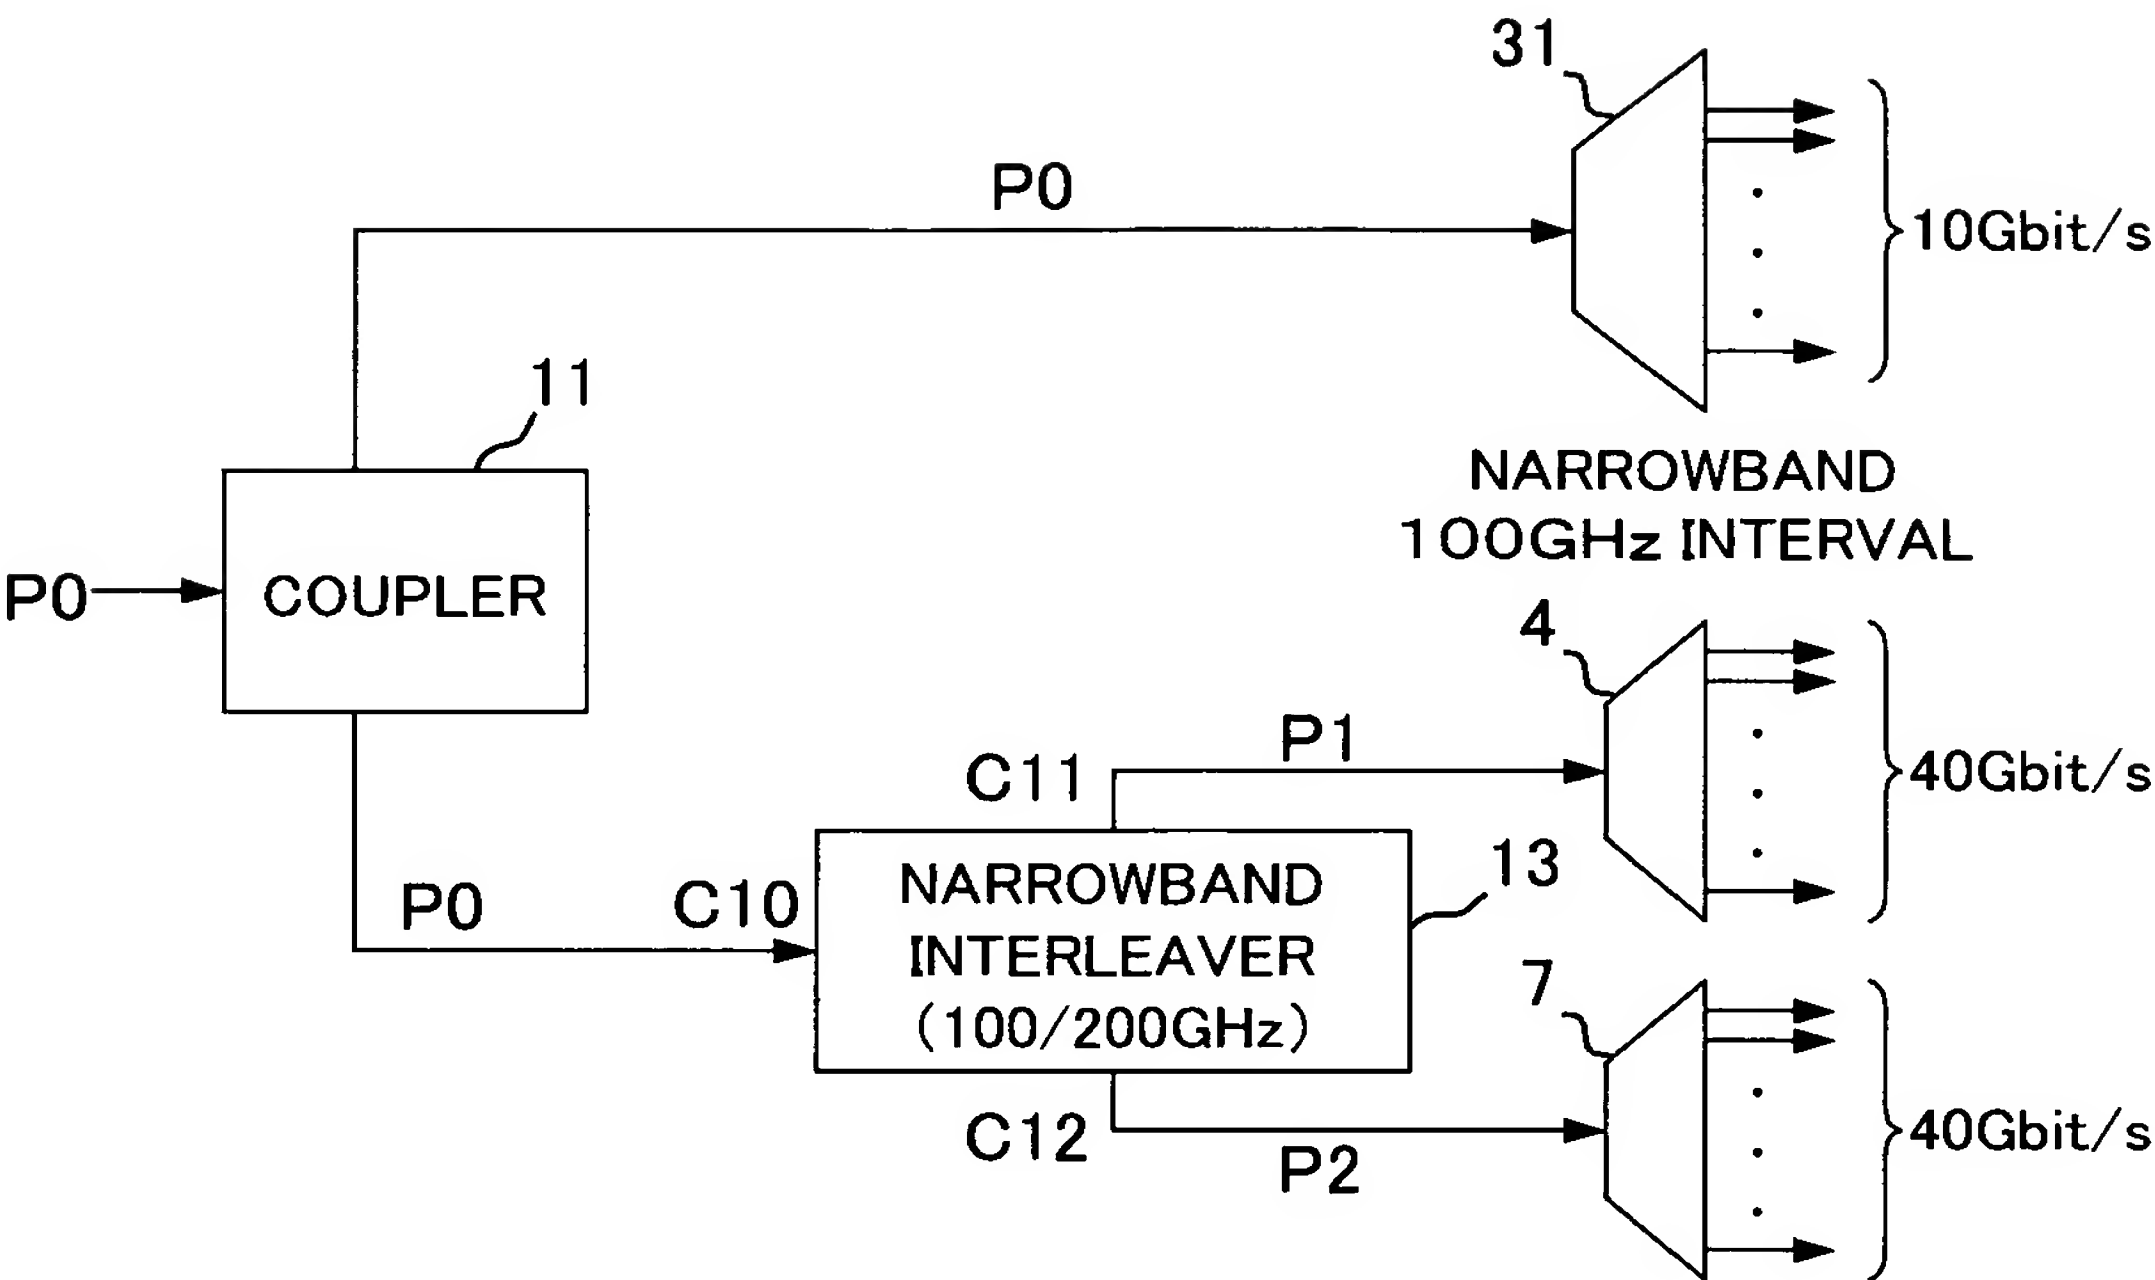 31
P0
10Gbit/s
11
NARROWBAND
100GHz INTERVAL
P0
COUPLER
4
P1
C11
40Gbit/s
P0
C10
NARROWBAND
INTERLEAVER
(100/200GHz)
13
7
C12
P2
40Gbit/s